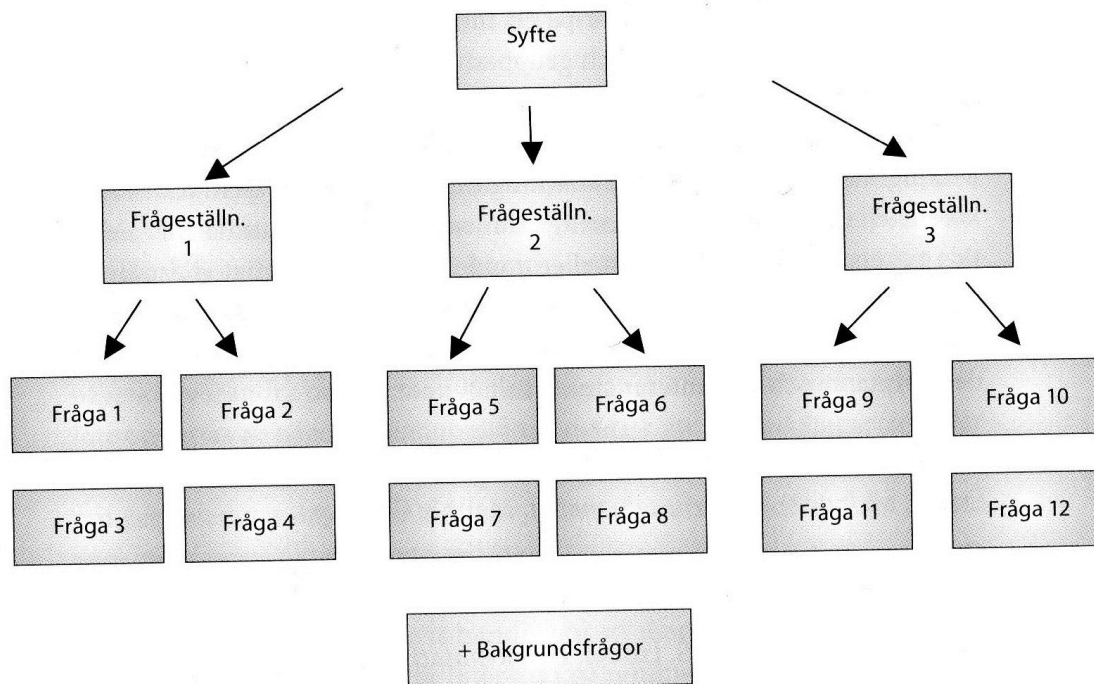 Syfte
Frågeställn.
1
Frågeställn.
2
Frågeställn.
3
Fråga 1
Fråga 2
Fråga 5
Fråga 6
Fråga 9
Fråga 10
Fråga 3
Fråga 4
Fråga 7
Fråga 8
Fråga 11
Fråga 12
+ Bakgrundsfrågor